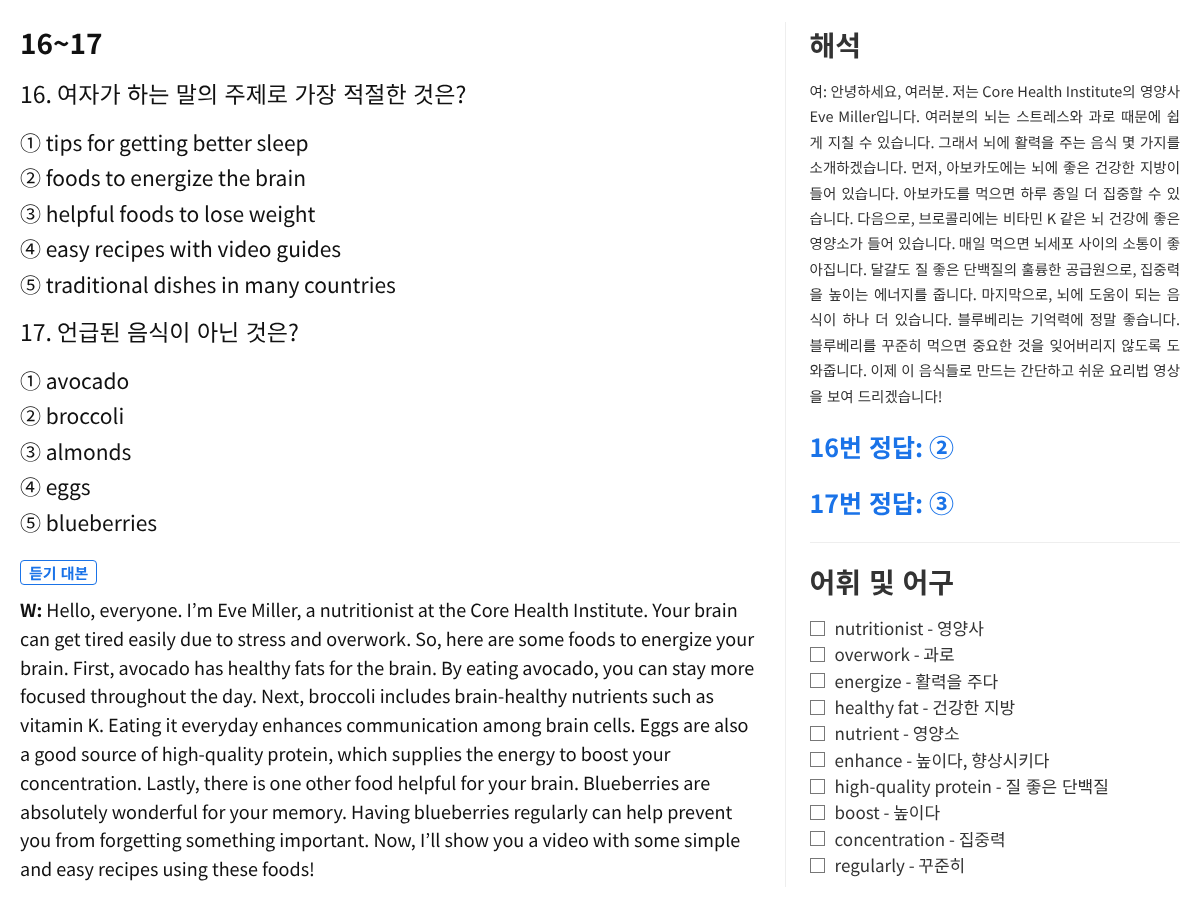 16~17
16. 여자가 하는 말의 주제로 가장 적절한 것은?
① tips for getting better sleep
② foods to energize the brain
③ helpful foods to lose weight
④ easy recipes with video guides
⑤ traditional dishes in many countries
17. 언급된 음식이 아닌 것은?
① avocado
② broccoli
③ almonds
④ eggs
⑤ blueberries
듣기 대본
W: Hello, everyone. I’m Eve Miller, a nutritionist at the Core Health Institute. Your brain
can get tired easily due to stress and overwork. So, here are some foods to energize your
brain. First, avocado has healthy fats for the brain. By eating avocado, you can stay more
focused throughout the day. Next, broccoli includes brain-healthy nutrients such as
vitamin K. Eating it everyday enhances communication among brain cells. Eggs are also
a good source of high-quality protein, which supplies the energy to boost your
concentration. Lastly, there is one other food helpful for your brain. Blueberries are
absolutely wonderful for your memory. Having blueberries regularly can help prevent
you from forgetting something important. Now, I’ll show you a video with some simple
and easy recipes using these foods!
해석
여: 안녕하세요, 여러분. 저는 Core Health Institute의 영양사
Eve Miller입니다. 여러분의 뇌는 스트레스와 과로 때문에 쉽
게 지칠 수 있습니다. 그래서 뇌에 활력을 주는 음식 몇 가지를
소개하겠습니다. 먼저, 아보카도에는 뇌에 좋은 건강한 지방이
들어 있습니다. 아보카도를 먹으면 하루 종일 더 집중할 수 있
습니다. 다음으로, 브로콜리에는 비타민 K 같은 뇌 건강에 좋은
영양소가 들어 있습니다. 매일 먹으면 뇌세포 사이의 소통이 좋
아집니다. 달걀도 질 좋은 단백질의 훌륭한 공급원으로, 집중력
을 높이는 에너지를 줍니다. 마지막으로, 뇌에 도움이 되는 음
식이 하나 더 있습니다. 블루베리는 기억력에 정말 좋습니다.
블루베리를 꾸준히 먹으면 중요한 것을 잊어버리지 않도록 도
와줍니다. 이제 이 음식들로 만드는 간단하고 쉬운 요리법 영상
을 보여 드리겠습니다!
16번 정답: ②
17번 정답: ③
어휘 및 어구
☐ nutritionist - 영양사
☐ overwork - 과로
☐ energize - 활력을 주다
☐ healthy fat - 건강한 지방
☐ nutrient - 영양소
☐ enhance - 높이다, 향상시키다
☐ high-quality protein - 질 좋은 단백질
☐ boost - 높이다
☐ concentration - 집중력
☐ regularly - 꾸준히